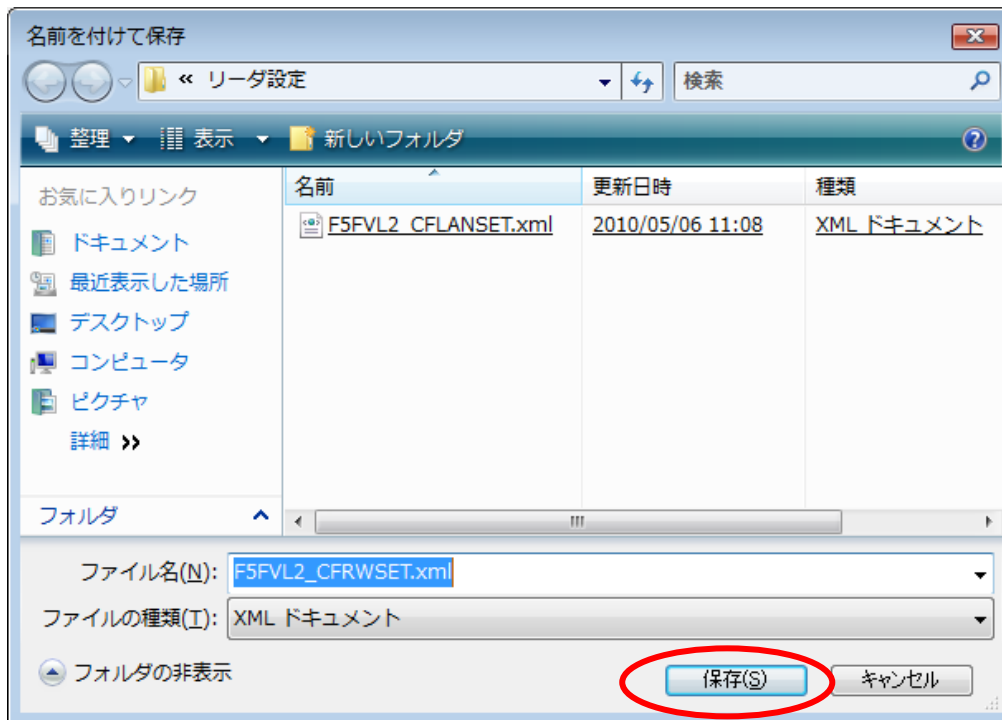 名前を付けて保存
« リーダ設定
検索
整理 表示 新しいフォルダ
お気に入りリンク
ドキュメント
最近表示した場所
デスクトップ
コンピュータ
ピクチャ
詳細 >>
フォルダ
名前 更新日時 種類
F5FVL2_CFLANSET.xml 2010/05/06 11:08 XML ドキュメント
ファイル名(N): F5FVL2_CFRWSET.xml
ファイルの種類(T): XML ドキュメント
フォルダの非表示
保存(S) キャンセル